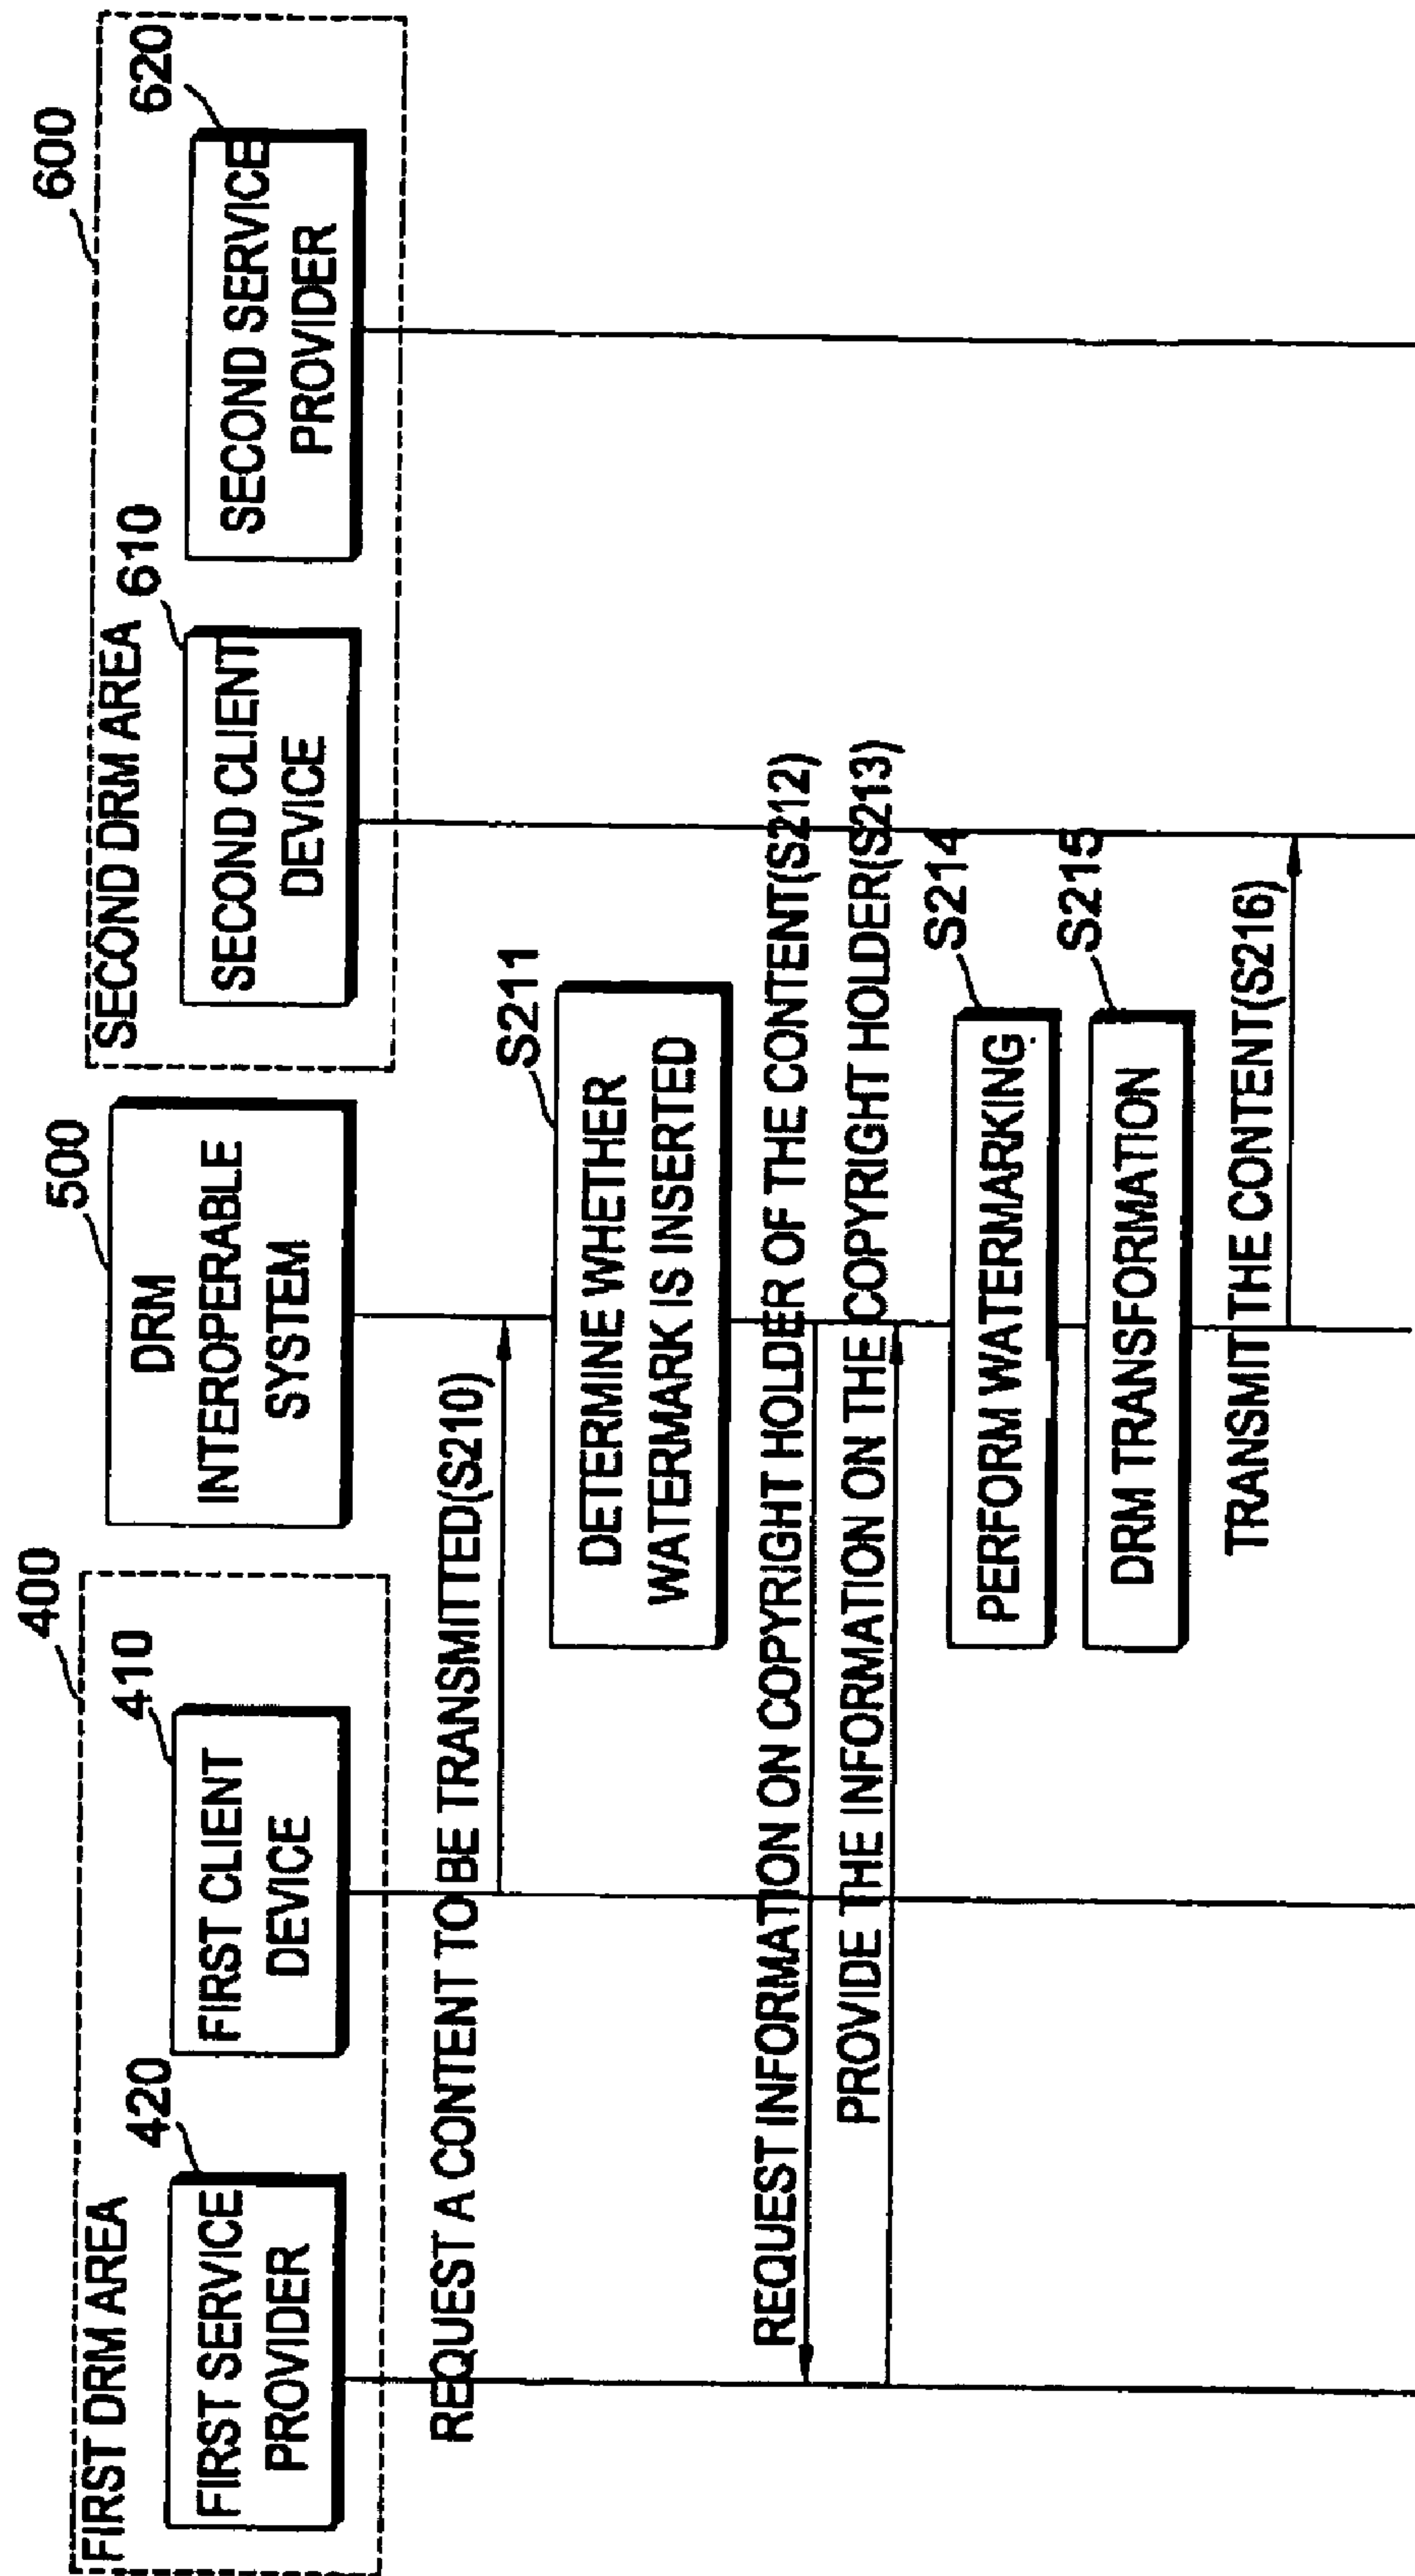 FIRST DRM AREA
400
420
FIRST SERVICE
PROVIDER
410
FIRST CLIENT
DEVICE
500
DRM
INTEROPERABLE
SYSTEM
600
SECOND DRM AREA
610
SECOND CLIENT
DEVICE
620
SECOND SERVICE
PROVIDER
REQUEST A CONTENT TO BE TRANSMITTED(S210)
S211
DETERMINE WHETHER
WATERMARK IS INSERTED
REQUEST INFORMATION ON COPYRIGHT HOLDER OF THE CONTENT(S212)
PROVIDE THE INFORMATION ON THE COPYRIGHT HOLDER(S213)
S214
PERFORM WATERMARKING
S215
DRM TRANSFORMATION
TRANSMIT THE CONTENT(S216)